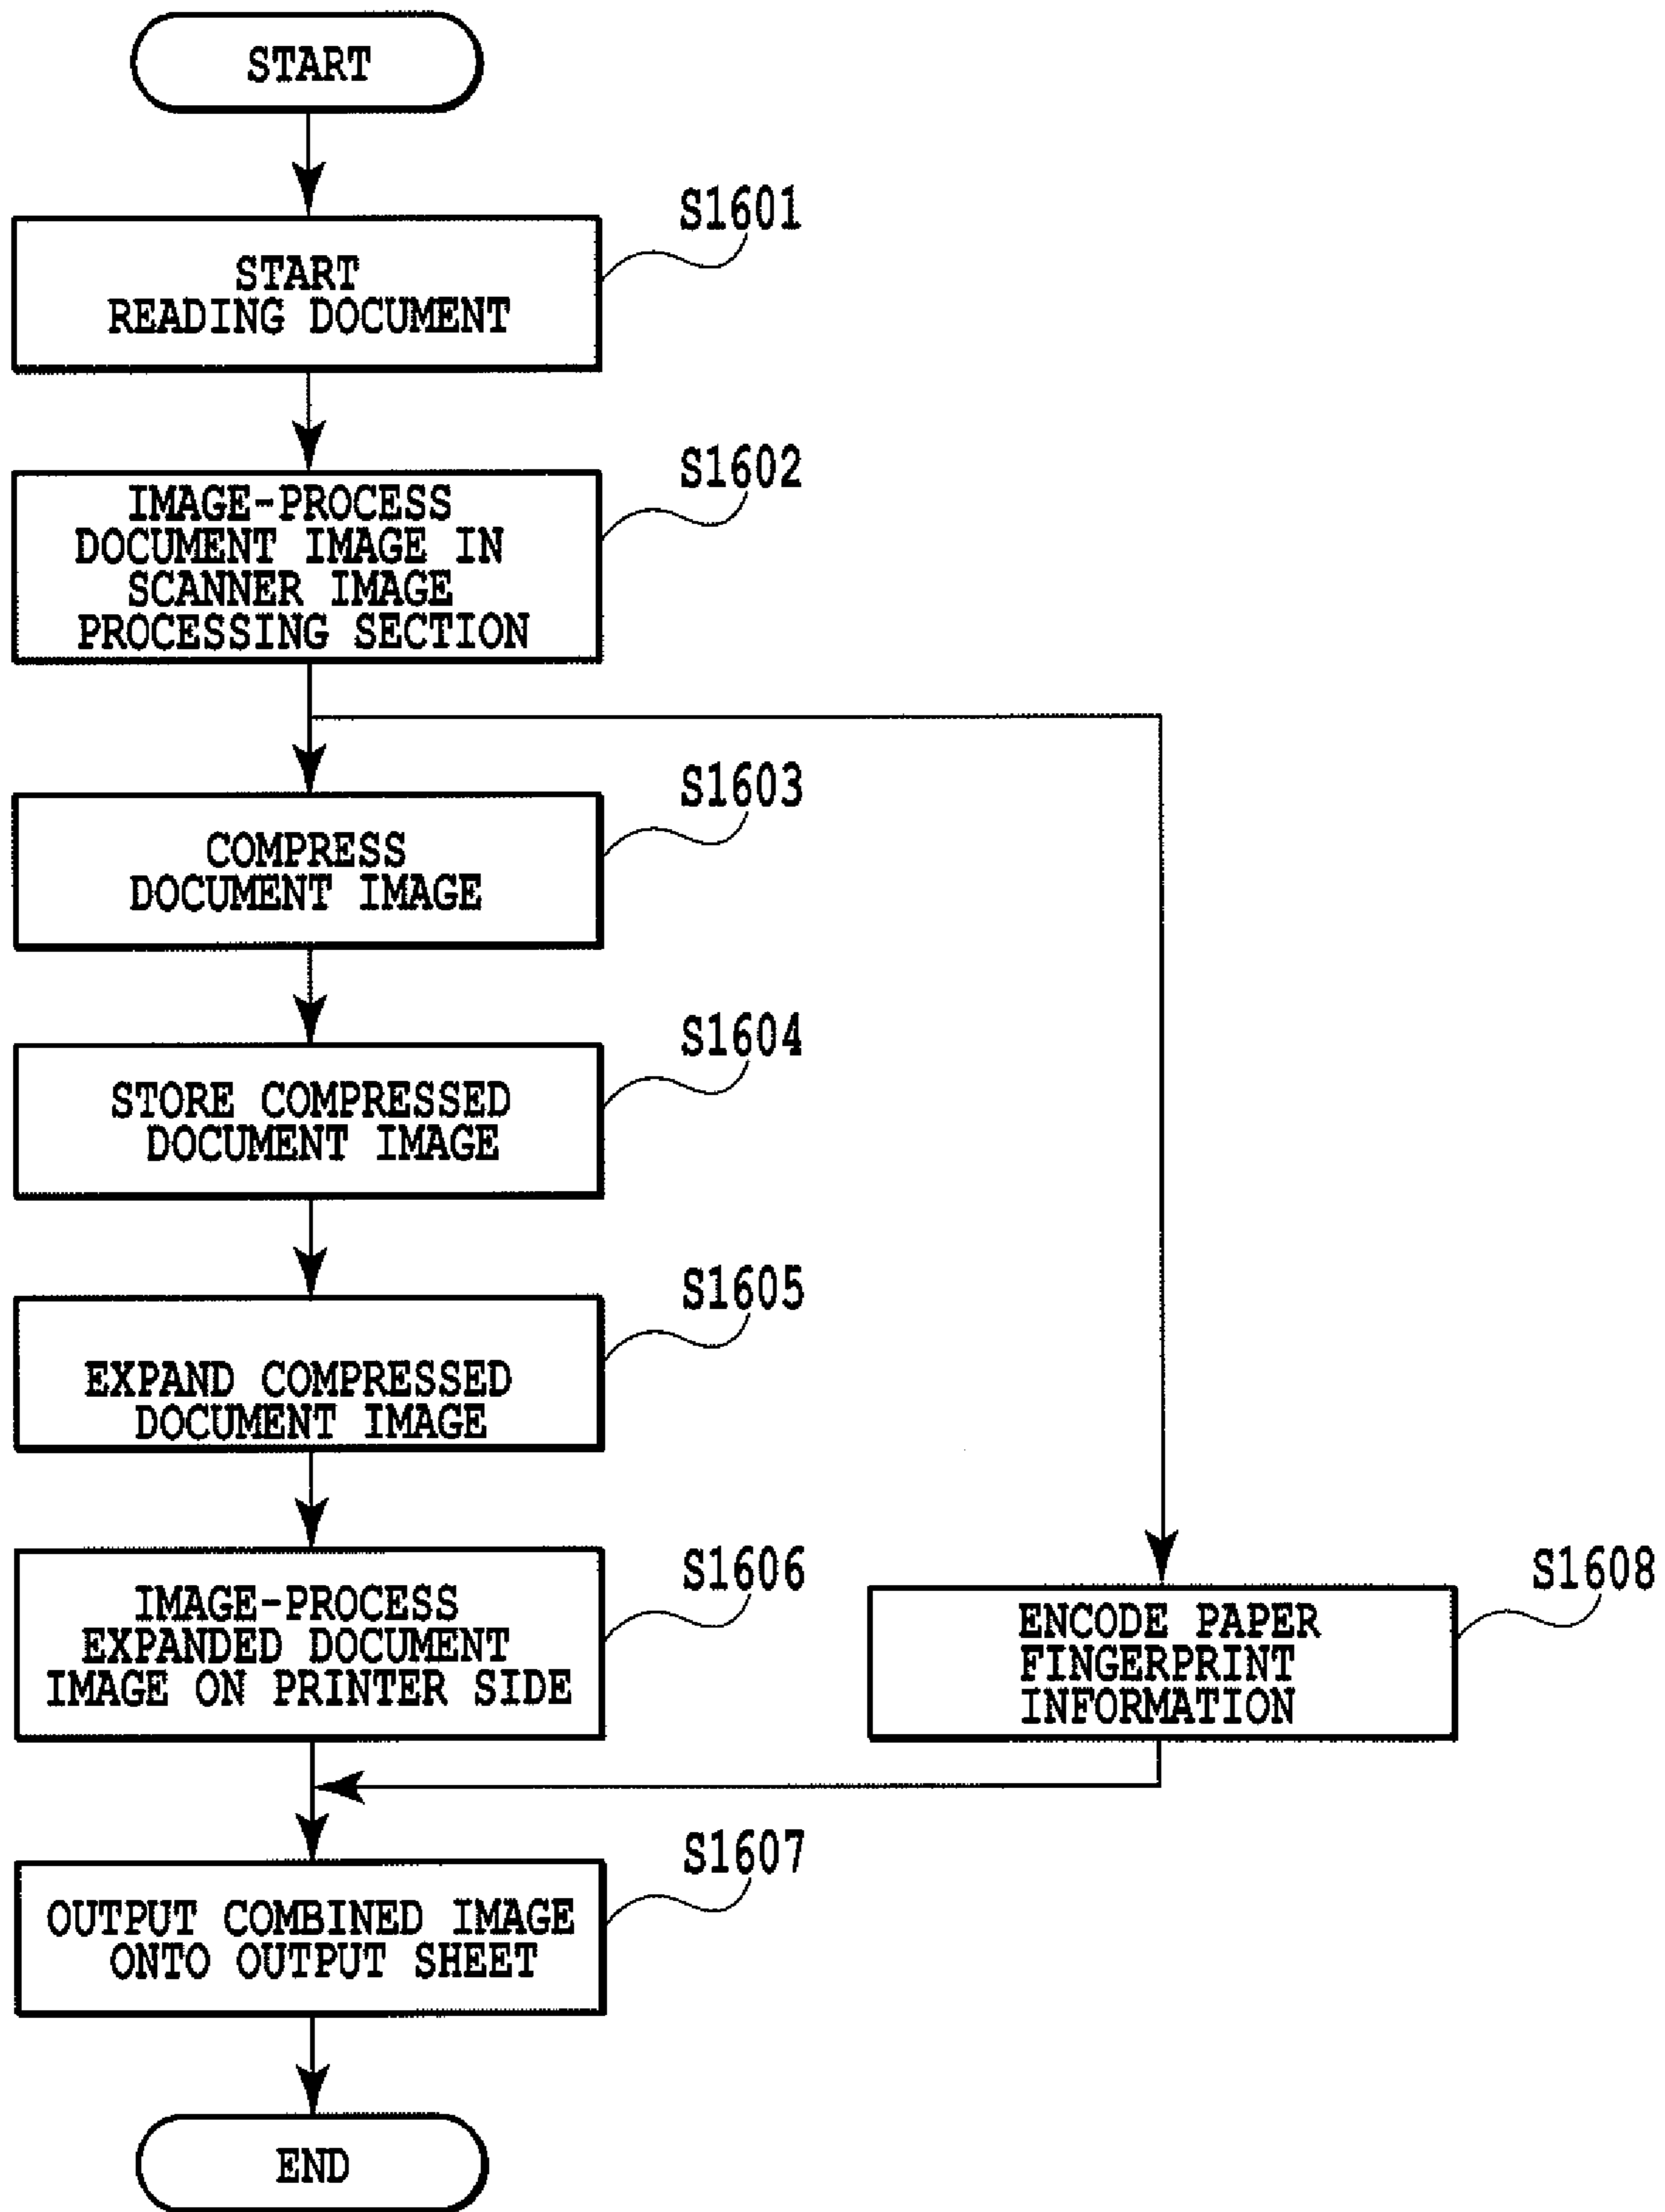 START
S1601
START
READING DOCUMENT
S1602
IMAGE-PROCESS
DOCUMENT IMAGE IN
SCANNER IMAGE
PROCESSING SECTION
S1603
COMPRESS
DOCUMENT IMAGE
S1604
STORE COMPRESSED
DOCUMENT IMAGE
S1605
EXPAND COMPRESSED
DOCUMENT IMAGE
S1606
IMAGE-PROCESS
EXPANDED DOCUMENT
IMAGE ON PRINTER SIDE
S1608
ENCODE PAPER
FINGERPRINT
INFORMATION
S1607
OUTPUT COMBINED IMAGE
ONTO OUTPUT SHEET
END